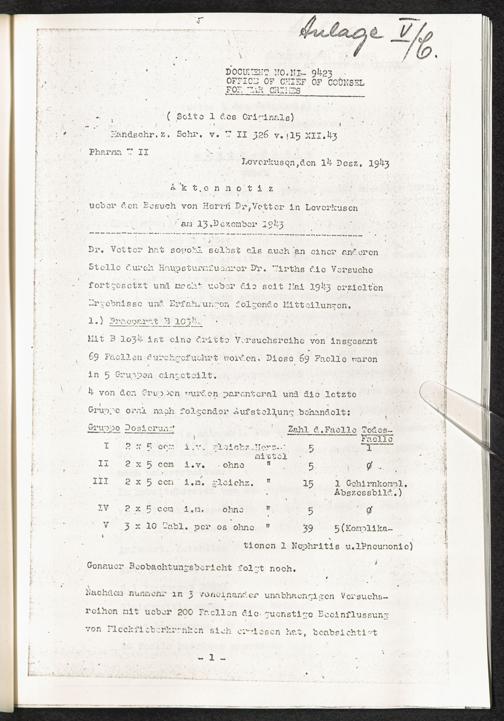 5
Anlage V/C.
DOCUMENT NO.NI- 9423
OFFICE OF CHIEF OF COUNSEL
FOR WAR CRIMES
( Seite 1 des Originals)
Handschr.z. Schr. v. W II 326 v. 15 XII.43
Pharma W II
Leverkusen,den 14 Dez. 1943
A k t e n n o t i z
ueber den Besuch von Herrn Dr.Vetter in Leverkusen
am 13.Dezember 1943
Dr. Vetter hat sowohl selbst als auch an einer anderen
Stelle durch Haupsturmfuehrer Dr. Wirths die Versuche
fortgesetzt und macht ueber die seit Mai 1943 erzielten
Ergebnisse und Erfahrungen folgende Mitteilungen.
1.) Praeparat B 1034.
Mit B 1o34 ist eine dritte Versuchsreihe von insgesamt
69 Faellen durchgefuhrt worden. Diese 69 Faelle waren
in 5 Gruppen eingeteilt.
4 von den Gruppen wurden parenteral und die letzte
Gruppe oral nach folgender Aufstellung behandelt:
Gruppe Dosierung Zahl d.Faelle Todes-
Faelle
I 2 x 5 ccm i.v. gleichz.Herz- 5 1
mittel
II 2 x 5 ccm i.v. ohne " 5 ø
III 2 x 5 ccm i.m. gleichz. " 15 1 Gehirnkompl.
Abszessbild.)
IV 2 x 5 ccm i.m. ohne " 5 ø
V 3 x 10 Tabl. per os ohne " 39 5(Komplika-
tionen 1 Nephritis u.1Pneumonie)
Genauer Beobachtungsbericht folgt noch.
Nachdem nunmehr in 3 voneinander unabhaengigen Versuchs-
reihen mit ueber 200 Faellen die guenstige Beeinflussung
von Fleckfieberkranken sich erwiesen hat, beabsichtigt
- 1 -